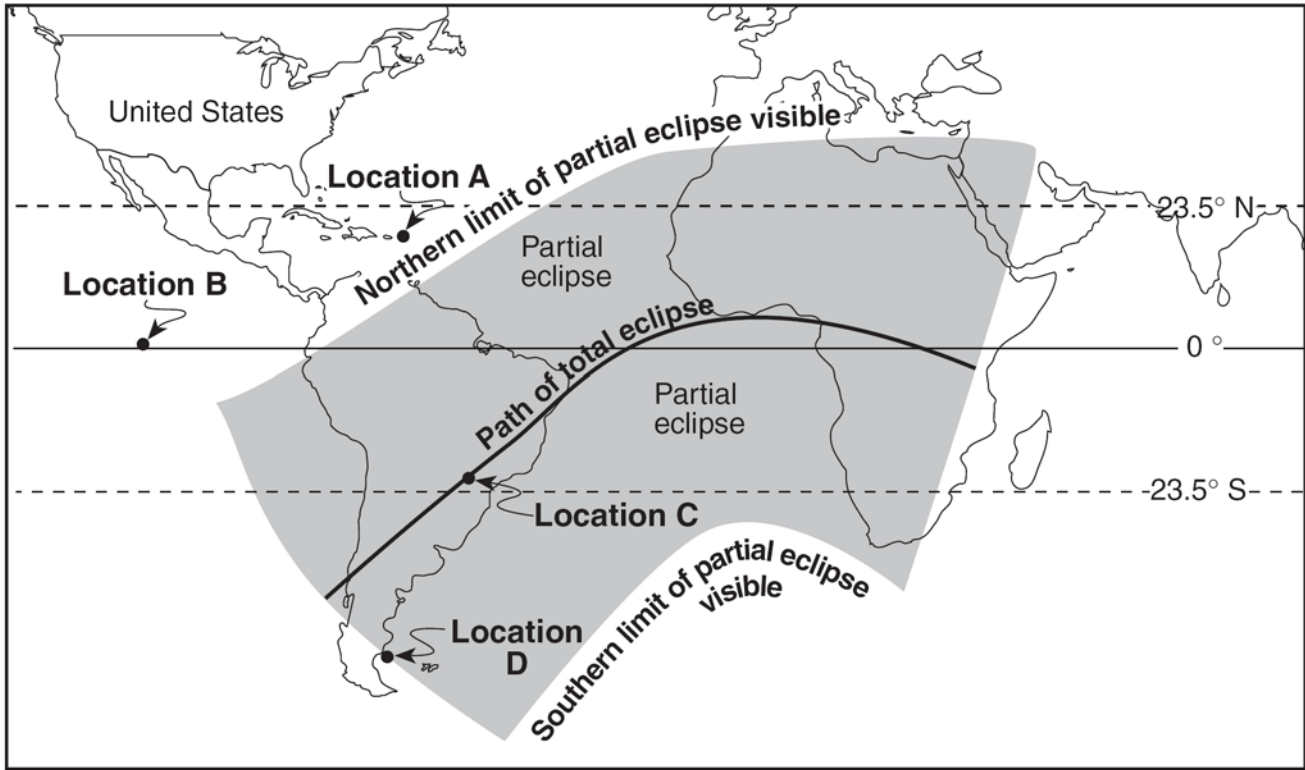 United States
Northern limit of partial eclipse visible
Location A
23.5° N
Partial
eclipse
Location B
Path of total eclipse
0°
Partial
eclipse
23.5° S
Location C
Southern limit of partial eclipse
visible
Location
D